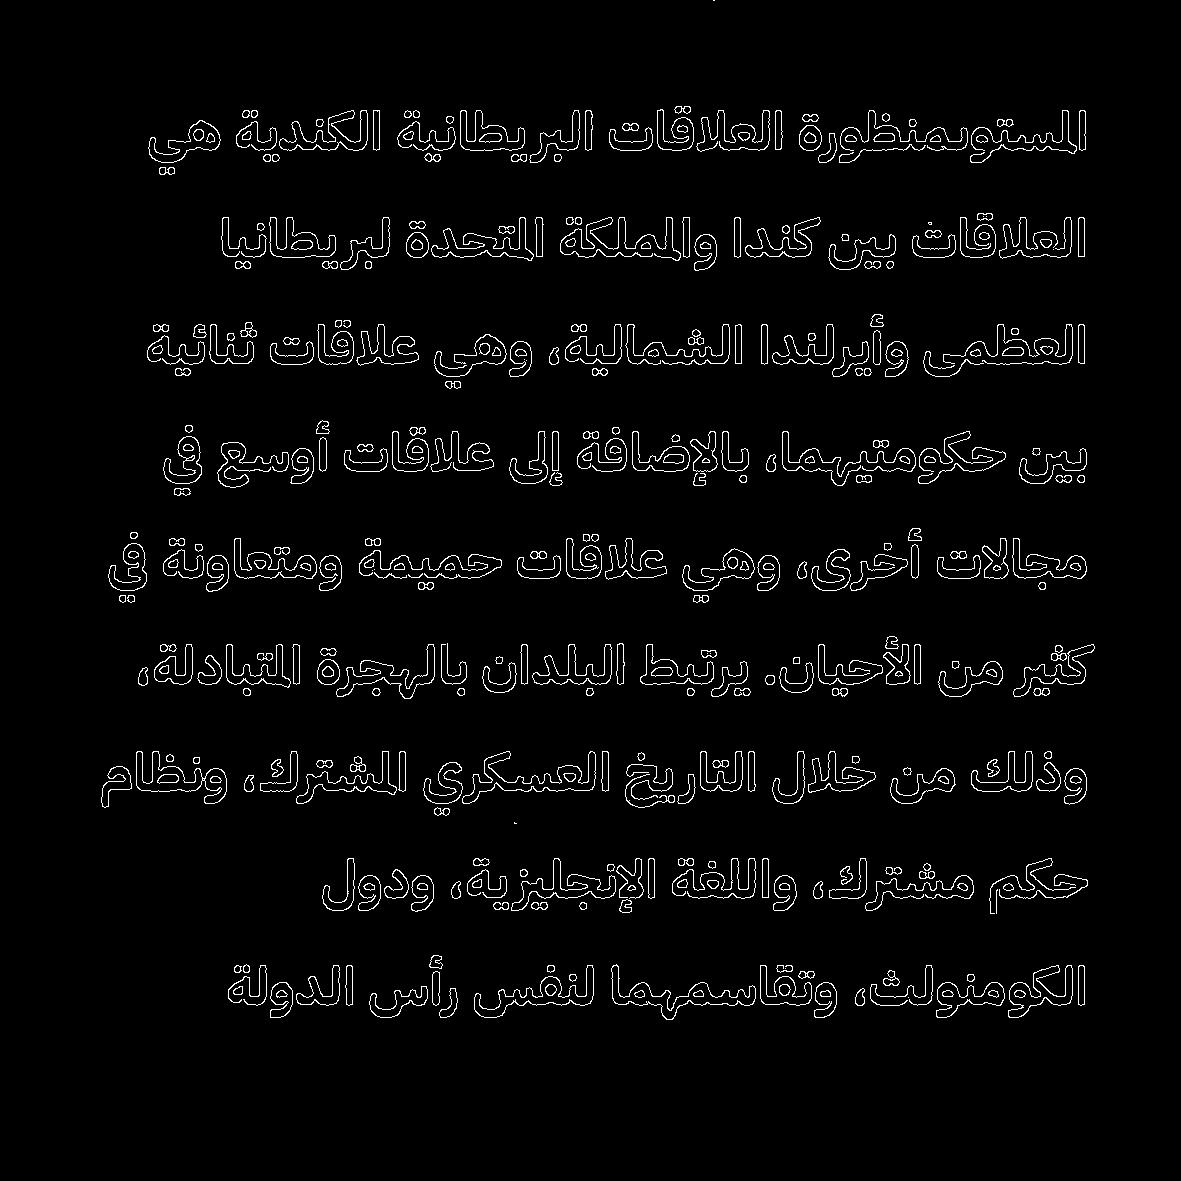 المستوىمنظورة العلاقات البريطانية الكندية هي
العلاقات بين كندا والمملكة المتحدة لبريطانيا
العظمى وأيرلندا الشمالية، وهي علاقات ثنائية
بين حكومتيهما، بالإضافة إلى علاقات أوسع في
مجالات أخرى، وهي علاقات حميمة ومتعاونة في
كثير من الأحيان. يرتبط البلدان بالهجرة المتبادلة،
وذلك من خلال التاريخ العسكري المشترك، ونظام
حكم مشترك، واللغة الإنجليزية، ودول
الكومنولث، وتقاسمهما لنفس رأس الدولة